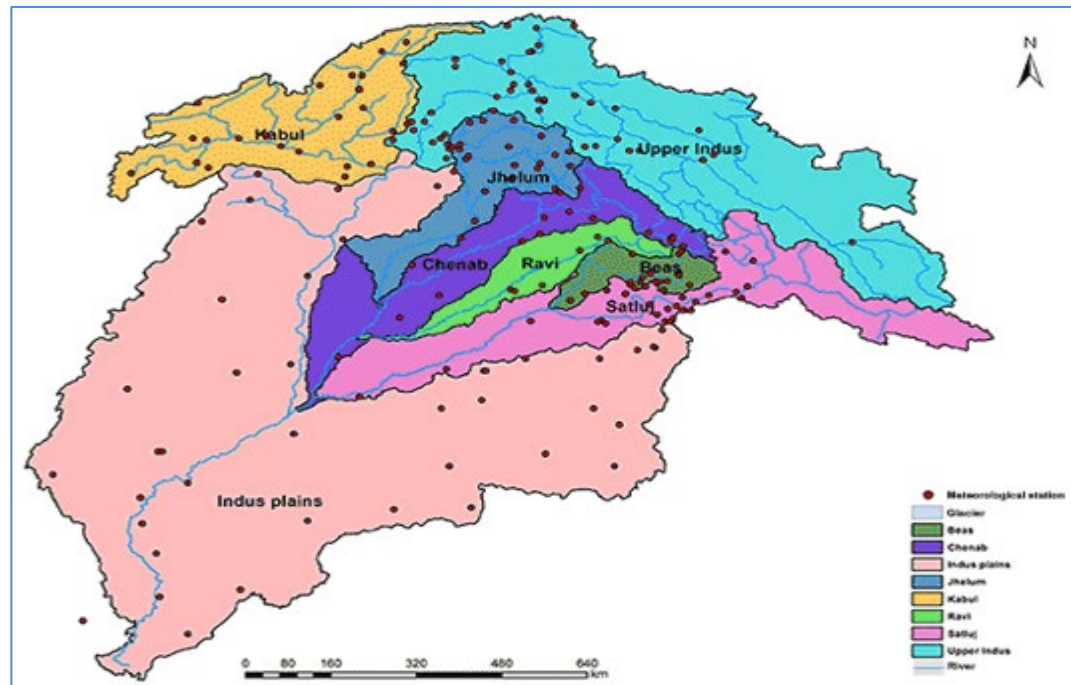 N
Kabul
Upper Indus
Jhelum
Chenab
Ravi
Beas
Satluj
Indus plains
Meteorological station
Glacier
Beas
Chenab
Indus plains
Jhelum
Kabul
Ravi
Satluj
Upper Indus
River
0 80 160 320 480 640
km